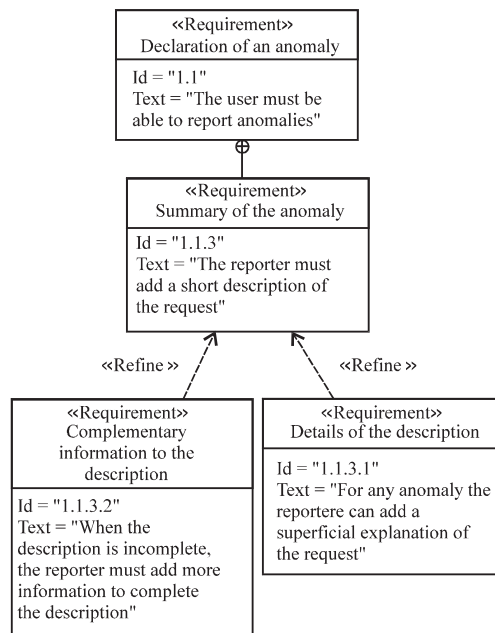 «Requirement»
Declaration of an anomaly
Id = "1.1"
Text = "The user must be
able to report anomalies"
«Requirement»
Summary of the anomaly
Id = "1.1.3"
Text = "The reporter must
add a short description of
the request"
«Refine»
«Refine»
«Requirement»
Complementary
information to the
description
Id = "1.1.3.2"
Text = "When the
description is incomplete,
the reporter must add more
information to complete
the description"
«Requirement»
Details of the description
Id = "1.1.3.1"
Text = "For any anomaly the
reportere can add a
superficial explanation of
the request"